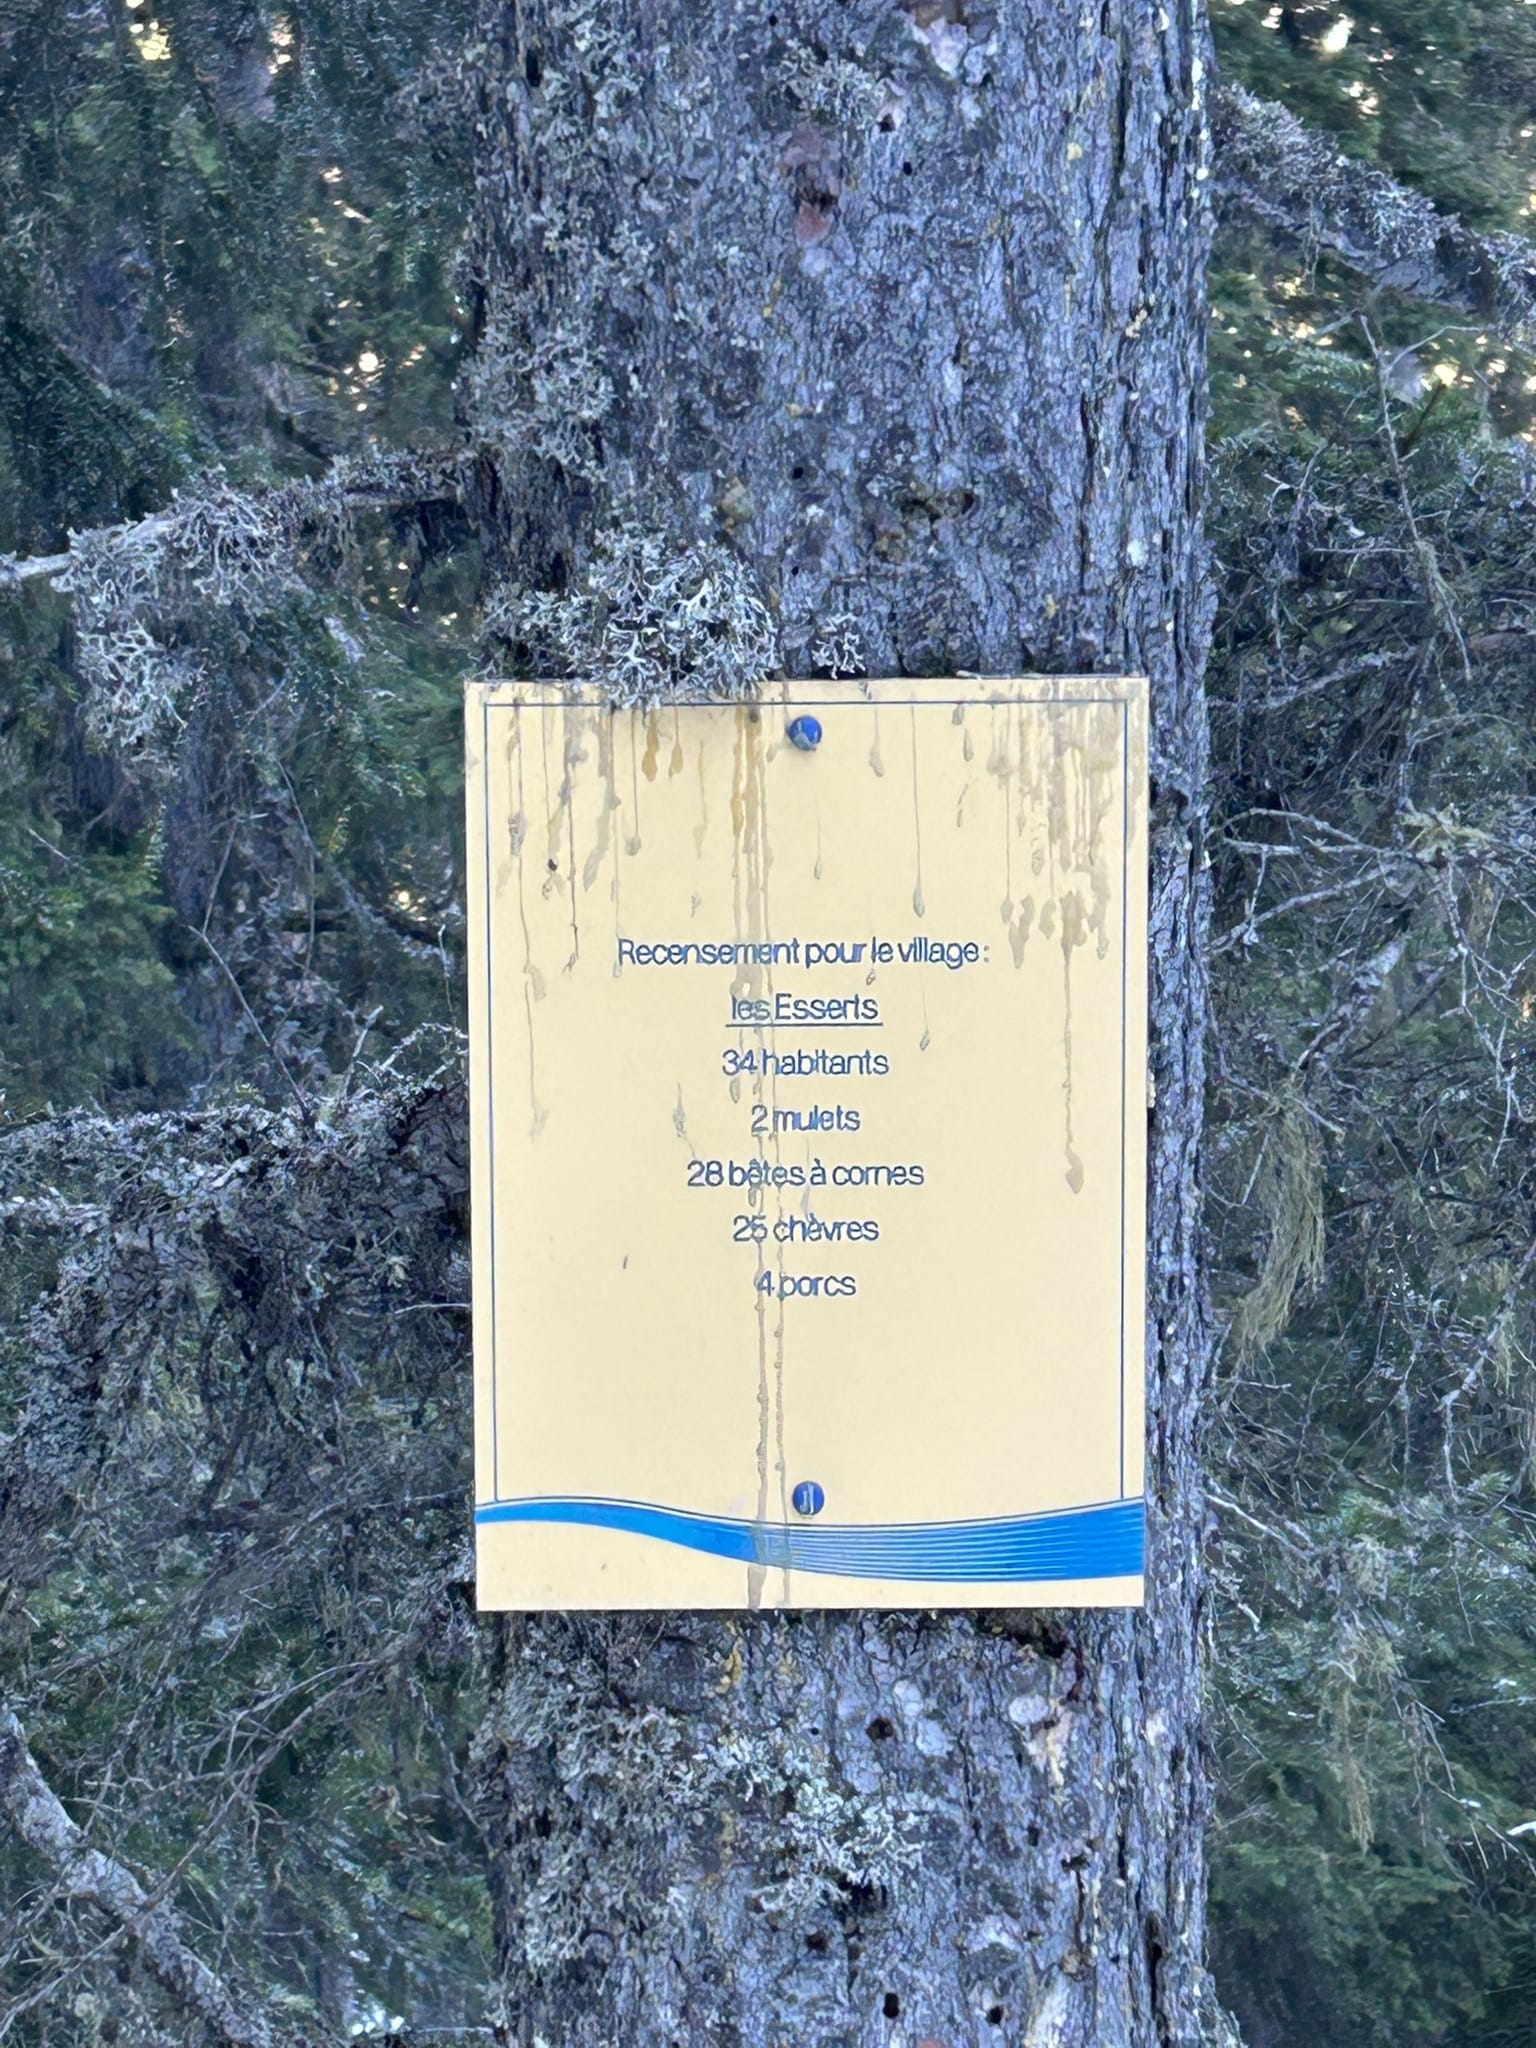 Recensement pour le village :
les Esserts
34 habitants
2 mulets
28 bêtes à cornes
25 chèvres
4 porcs